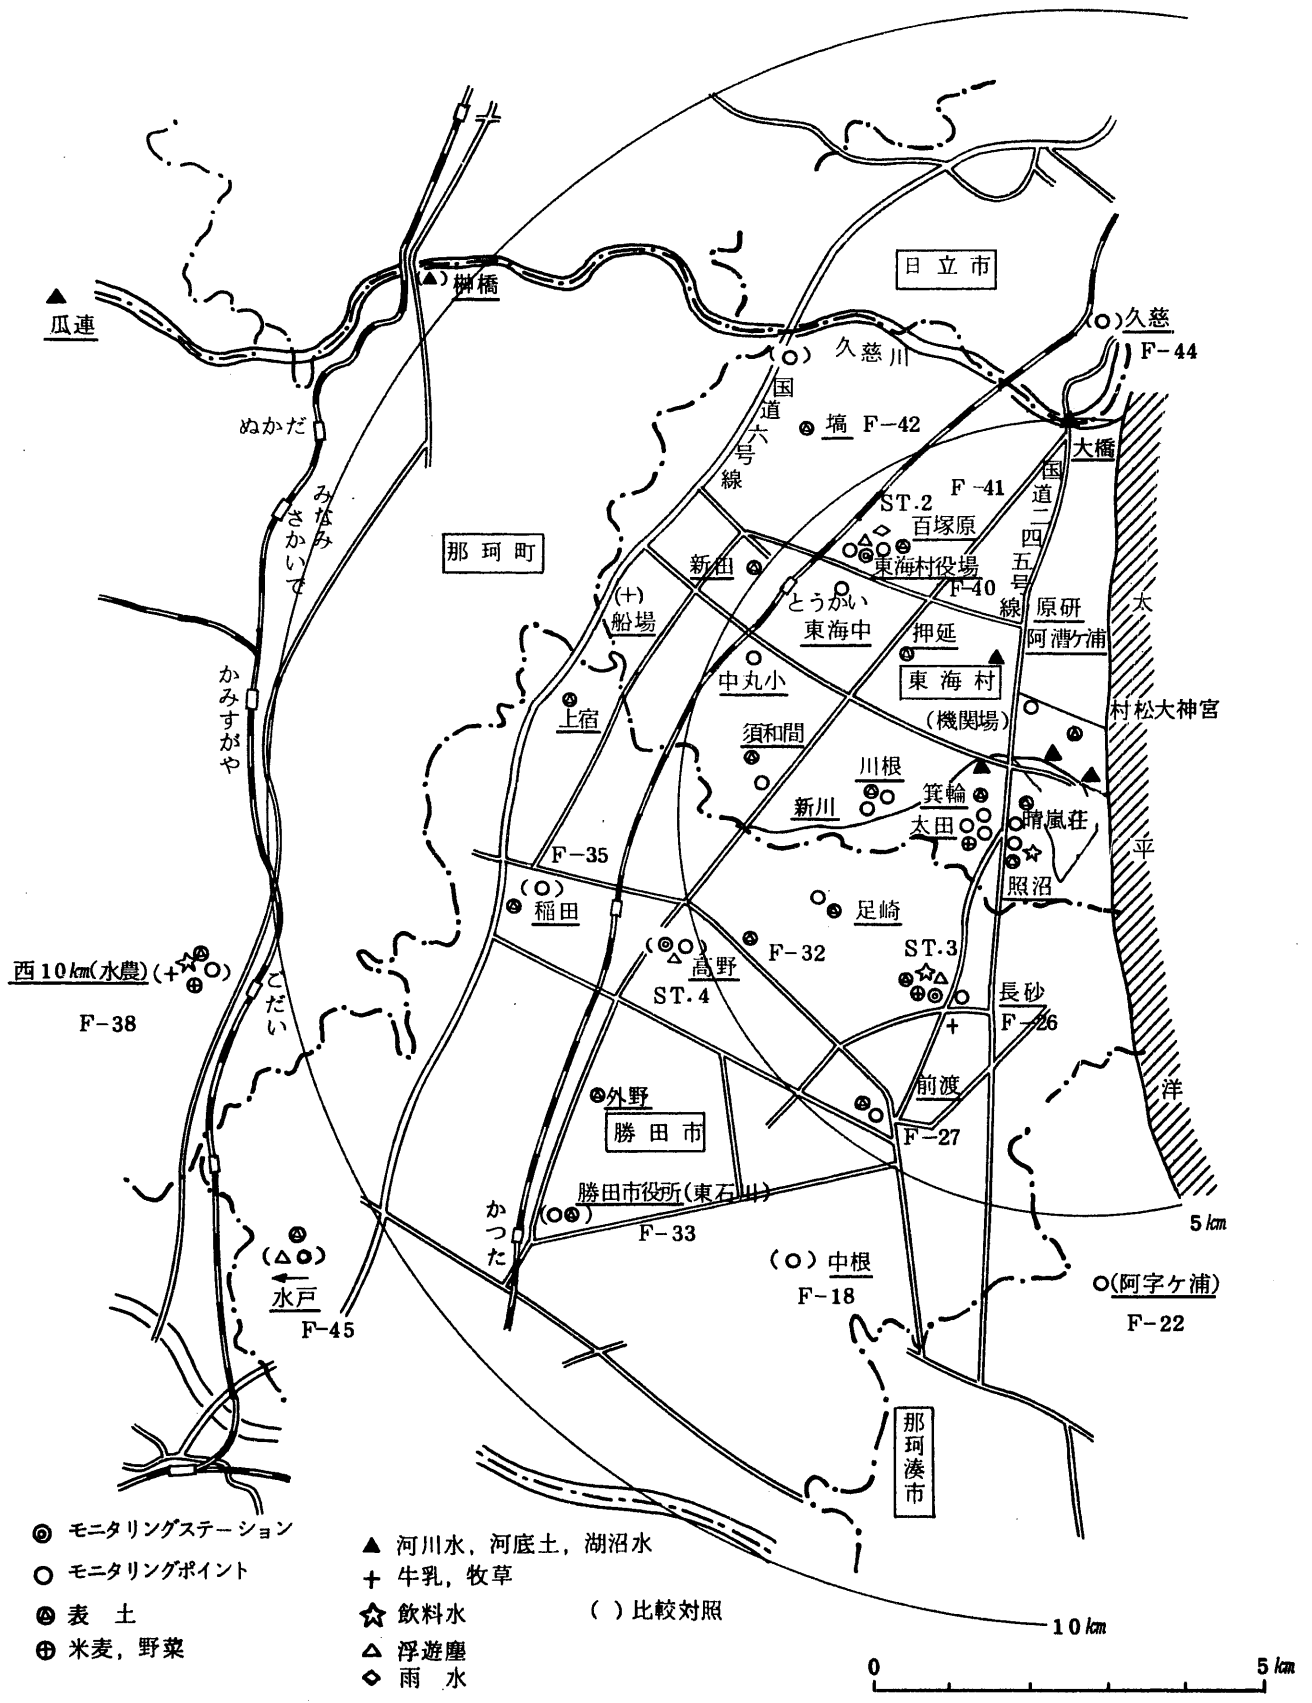 日立市
榊橋
瓜連
(　)久慈
F-44
久慈川
国道六号線
ぬかだ
塙 F-42
大橋
国道二四五号線
F-41
ST.2
百塚原
みなみさかいで
那珂町
新田
東海村役場
F-40
とうかい
(+)
船場
東海中
押延
原研
阿漕ケ浦
太平洋
中丸小
東海村
かみすがや
上宿
(機関場)
村松大神宮
須和間
川根
新川
箕輪
太田
晴嵐荘
F-35
照沼
稲田
足崎
F-32
ST.3
高野
ST.4
西10km(水農)(+　)
F-38
ごだい
長砂
F-26
外野
前渡
勝田市
F-27
勝田市役所(東石川)
F-33
かつた
5km
(　)中根
F-18
(阿字ケ浦)
F-22
水戸
F-45
那珂湊市
モニタリングステーション
モニタリングポイント
表土
米麦,野菜
河川水,河底土,湖沼水
牛乳,牧草
飲料水
浮遊塵
雨水
( )比較対照
10km
0 5km